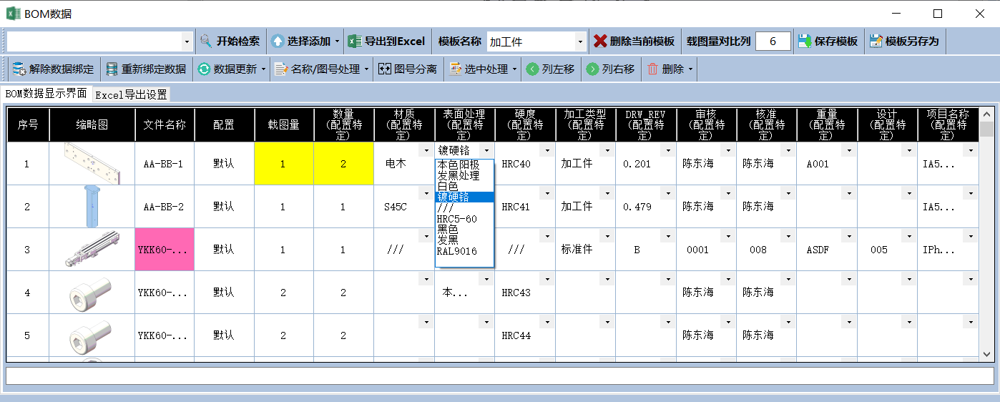 BOM数据
开始检索 选择添加 导出到Excel 模板名称 加工件 删除当前模板 载图量对比列 6 保存模板 模板另存为
解除数据绑定 重新绑定数据 数据更新 名称/图号处理 图号分离 选中处理 列左移 列右移 删除
BOM数据显示界面 Excel导出设置
序号 缩略图 文件名称 配置 载图量 数量(配置特定) 材质(配置特定) 表面处理(配置特定) 硬度(配置特定) 加工类型(配置特定) DRW_REV(配置特定) 审核(配置特定) 核准(配置特定) 重量(配置特定) 设计(配置特定) 项目名称(配置特定)
1 AA-BB-1 默认 1 2 电木 镀硬铬 HRC40 加工件 0.201 陈东海 陈东海 A001 IA5...
本色阳极
发黑处理
白色
镀硬铬
///
HRC5-60
黑色
发黑
RAL9016
2 AA-BB-2 默认 1 1 S45C HRC41 加工件 0.479 陈东海 陈东海 IA5...
3 YKK60-... 默认 1 1 /// /// 标准件 B 0001 008 ASDF 005 IPh...
4 YKK60-... 默认 2 2 本... HRC43 陈东海 陈东海
5 YKK60-... 默认 2 2 HRC44 陈东海 陈东海